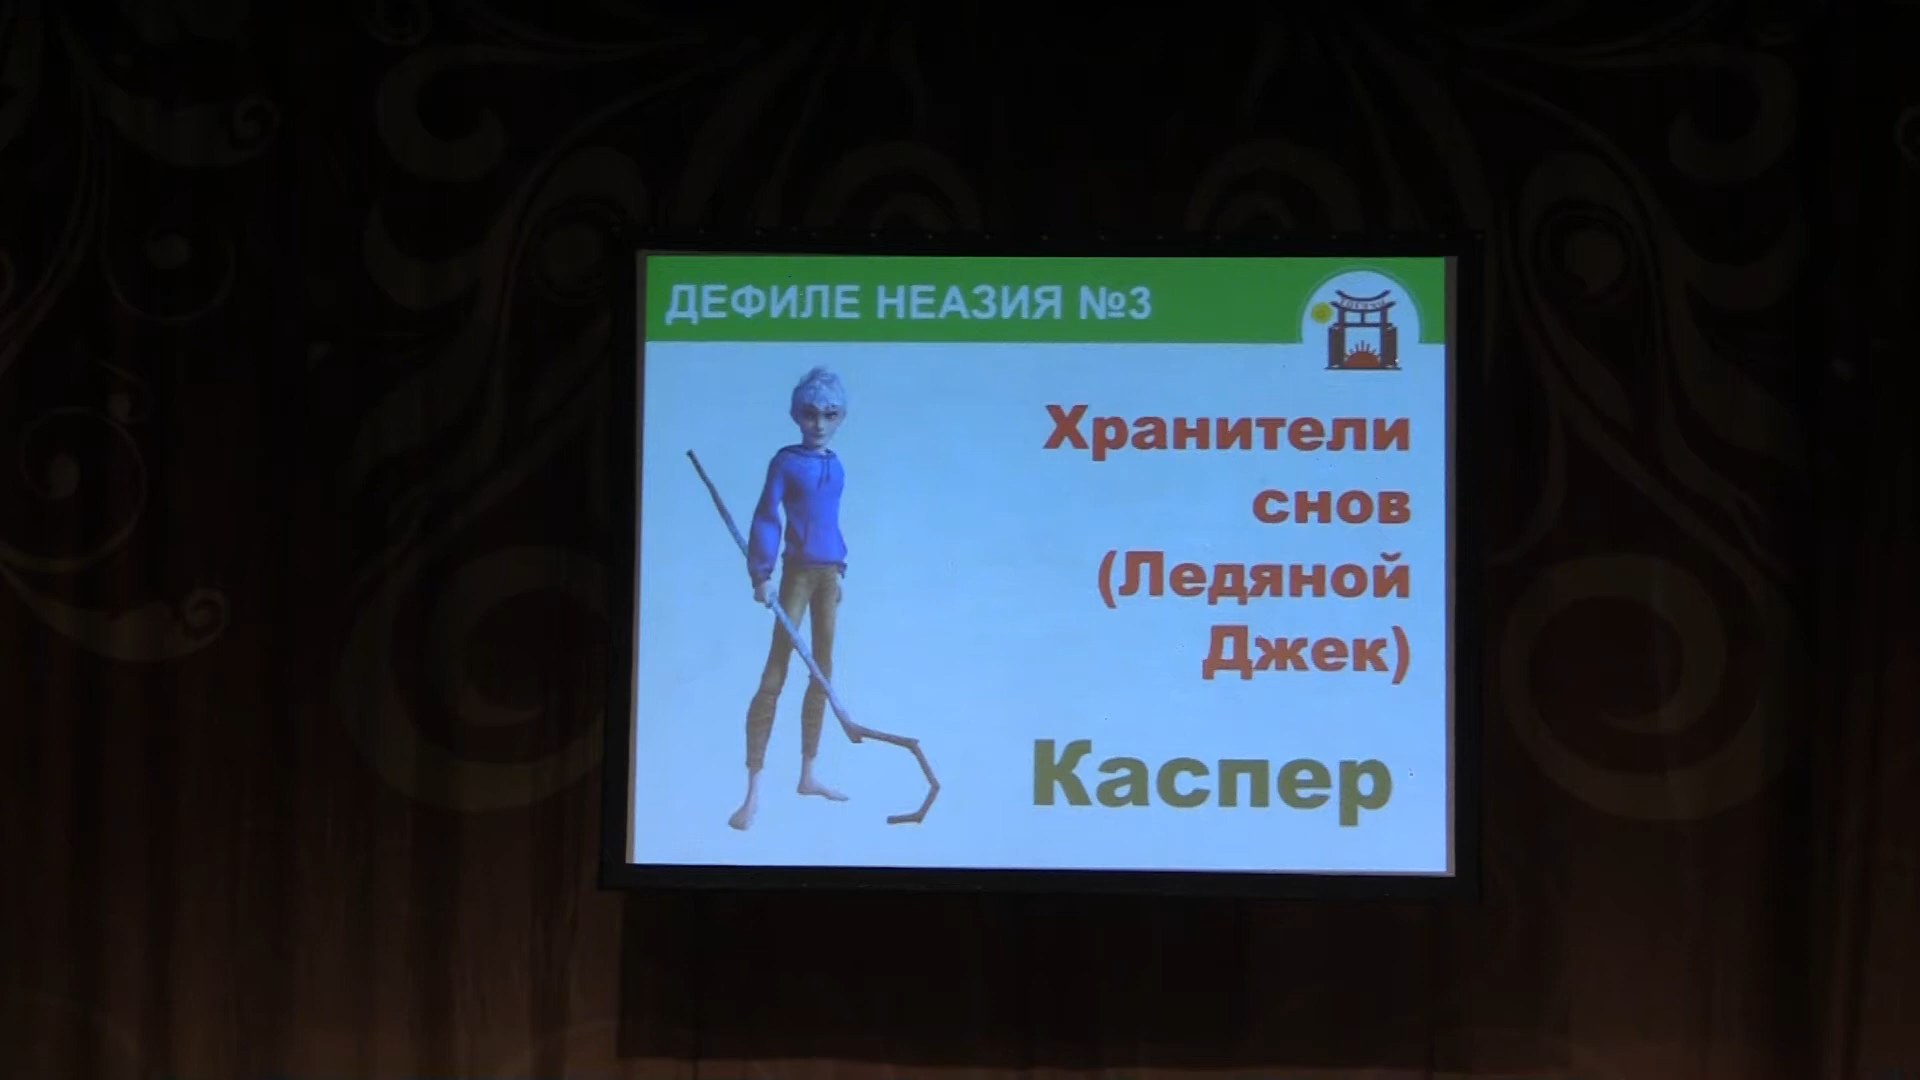 ДЕФИЛЕ НЕАЗИЯ №3
Хранители
снов
(Ледяной
Джек)
Каспер